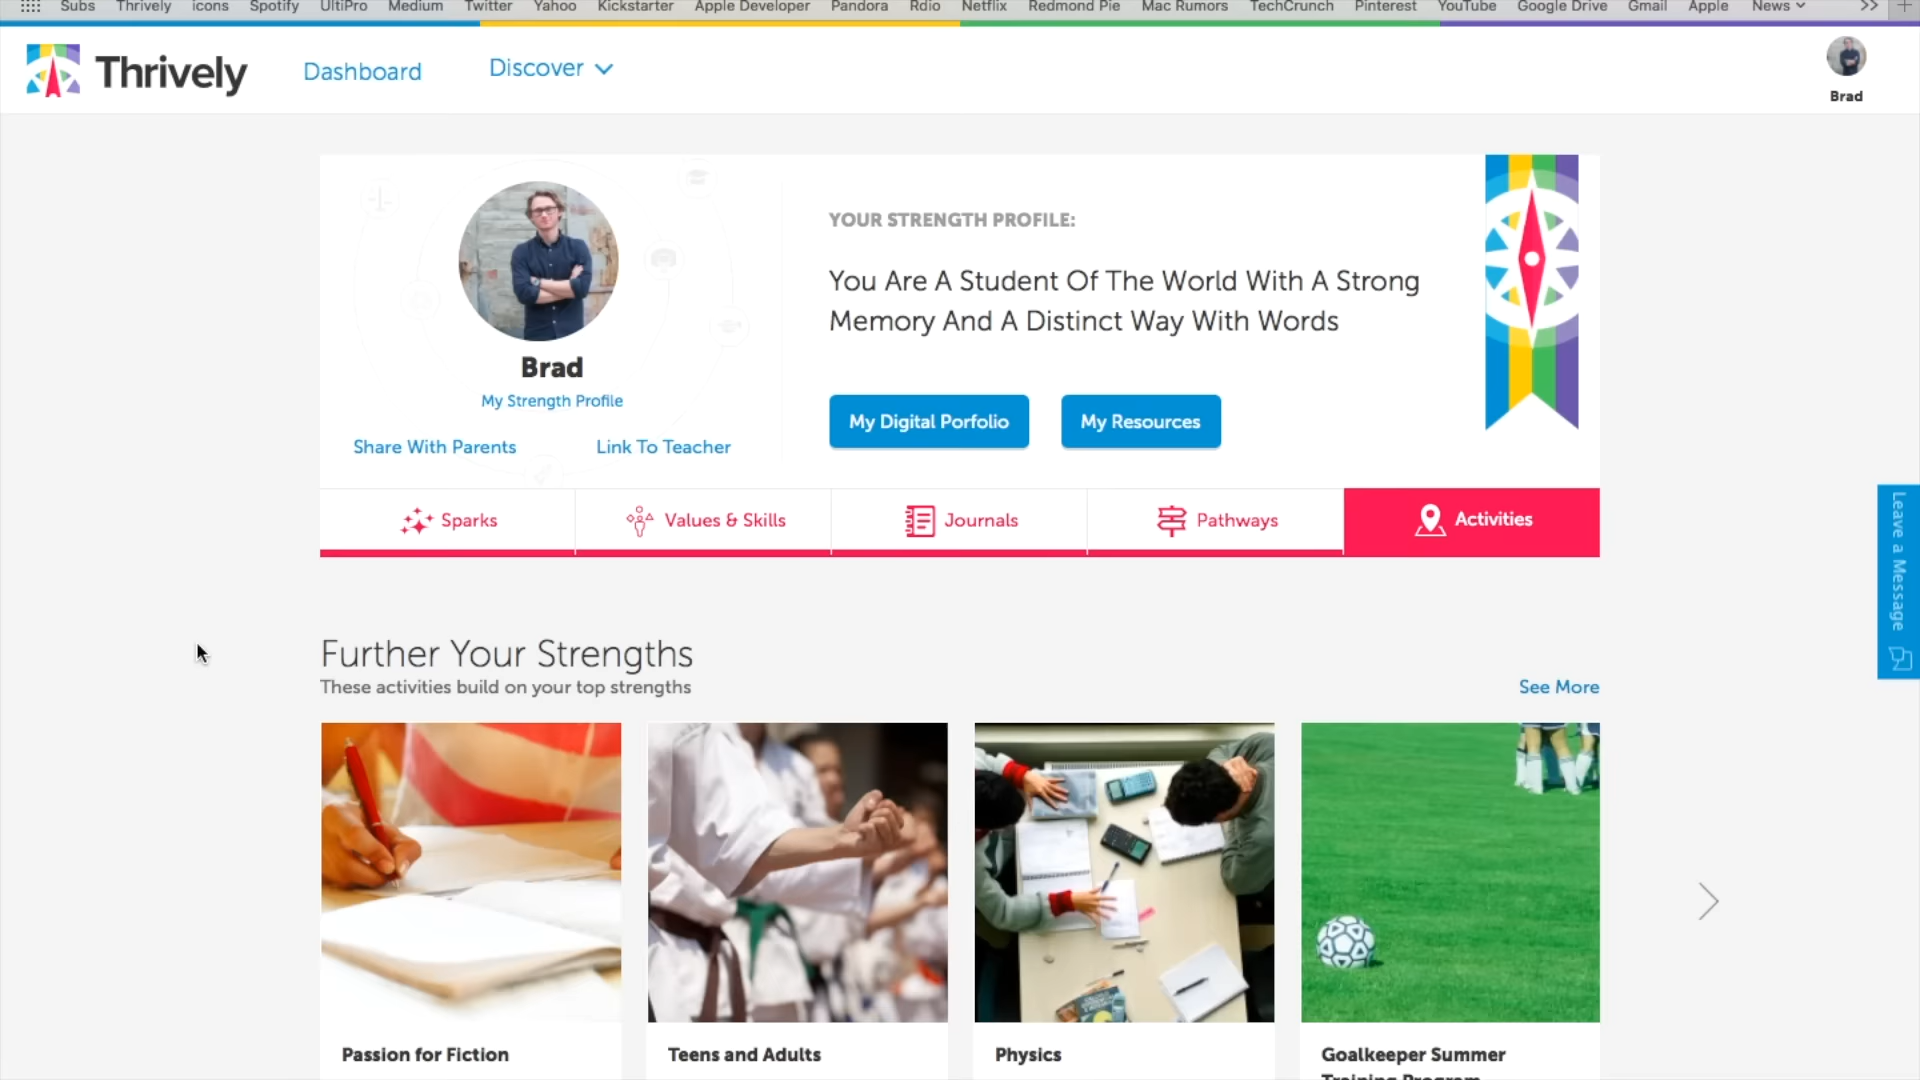 Subs Thrively icons Spotify UltiPro Medium Twitter Yahoo Kickstarter Apple Developer Pandora Rdio Netflix Redmond Pie Mac Rumors TechCrunch Pinterest YouTube Google Drive Gmail Apple News
Thrively Dashboard Discover
Brad
YOUR STRENGTH PROFILE:
You Are A Student Of The World With A Strong
Memory And A Distinct Way With Words
Brad
My Strength Profile
Share With Parents Link To Teacher
My Digital Porfolio My Resources
Sparks Values & Skills Journals Pathways Activities
Leave a Message
Further Your Strengths
These activities build on your top strengths
See More
Passion for Fiction Teens and Adults Physics Goalkeeper Summer
Training Program